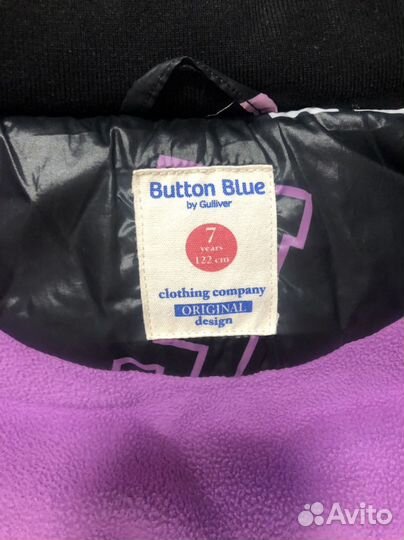 Button Blue
by Gulliver
7
years
122 cm
clothing company
ORIGINAL
design
Avito